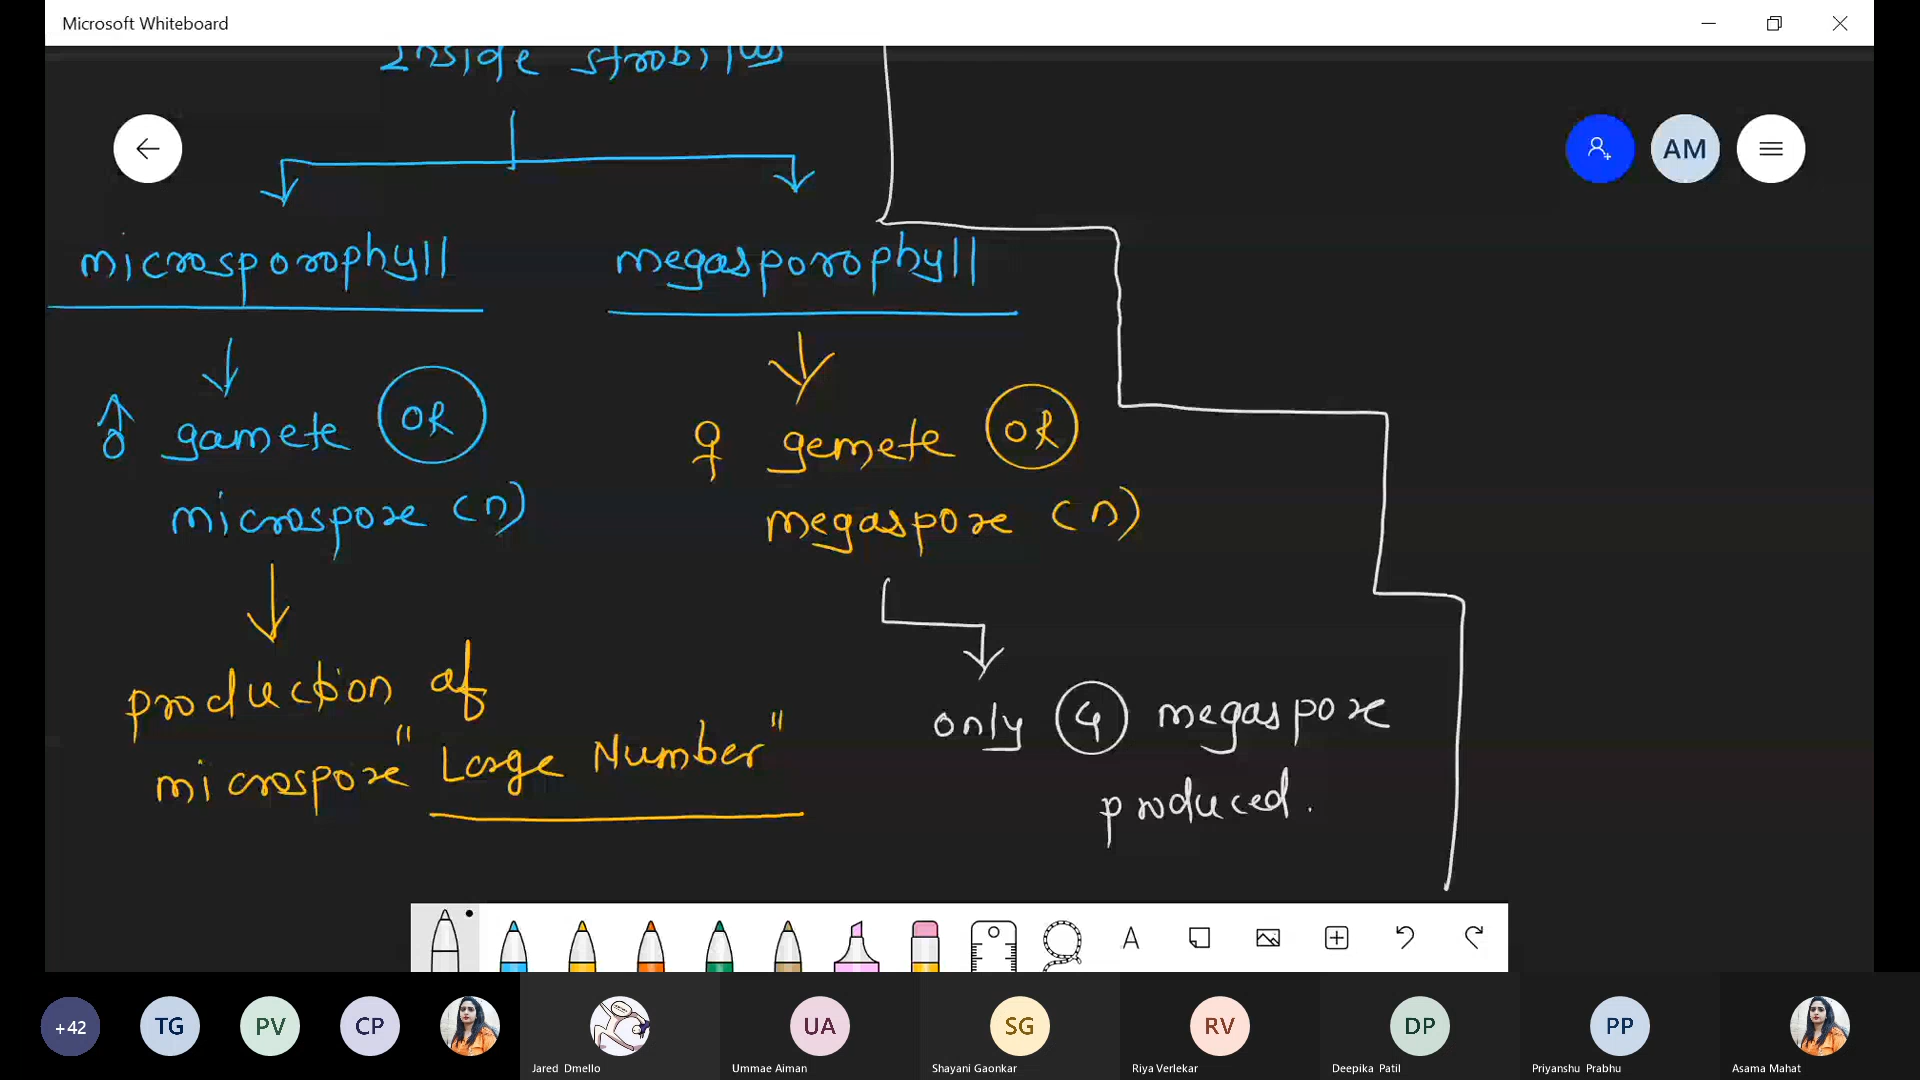 Microsoft Whiteboard
Inside strobilus
AM
microsporophyll
megasporophyll
♂ gamete OR
microspore (n)
♀ gemete OR
megaspore (n)
production of
microspore "Large Number"
only 4 megaspore
produced.
A
+42
TG
PV
CP
UA
SG
RV
DP
PP
Jared Dmello
Ummae Aiman
Shayani Gaonkar
Riya Verlekar
Deepika Patil
Priyanshu Prabhu
Asama Mahat